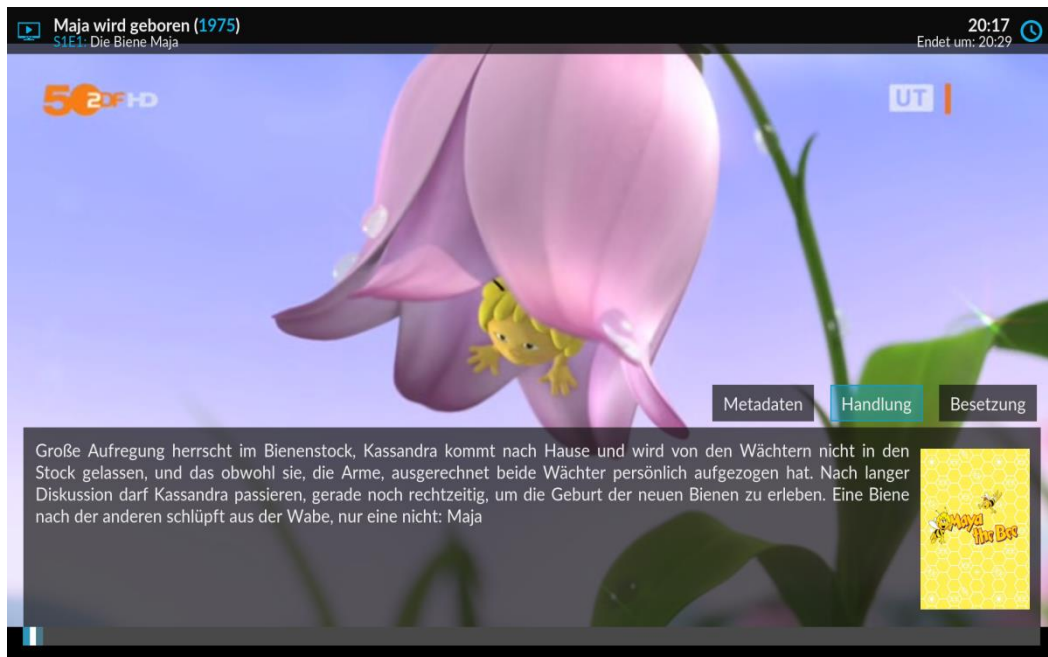 Maja wird geboren (1975)
S1E1: Die Biene Maja
20:17
Endet um: 20:29
5 2DF HD
UT
Metadaten Handlung Besetzung
Große Aufregung herrscht im Bienenstock, Kassandra kommt nach Hause und wird von den Wächtern nicht in den
Stock gelassen, und das obwohl sie, die Arme, ausgerechnet beide Wächter persönlich aufgezogen hat. Nach langer
Diskussion darf Kassandra passieren, gerade noch rechtzeitig, um die Geburt der neuen Bienen zu erleben. Eine Biene
nach der anderen schlüpft aus der Wabe, nur eine nicht: Maja
Maya
the Bee